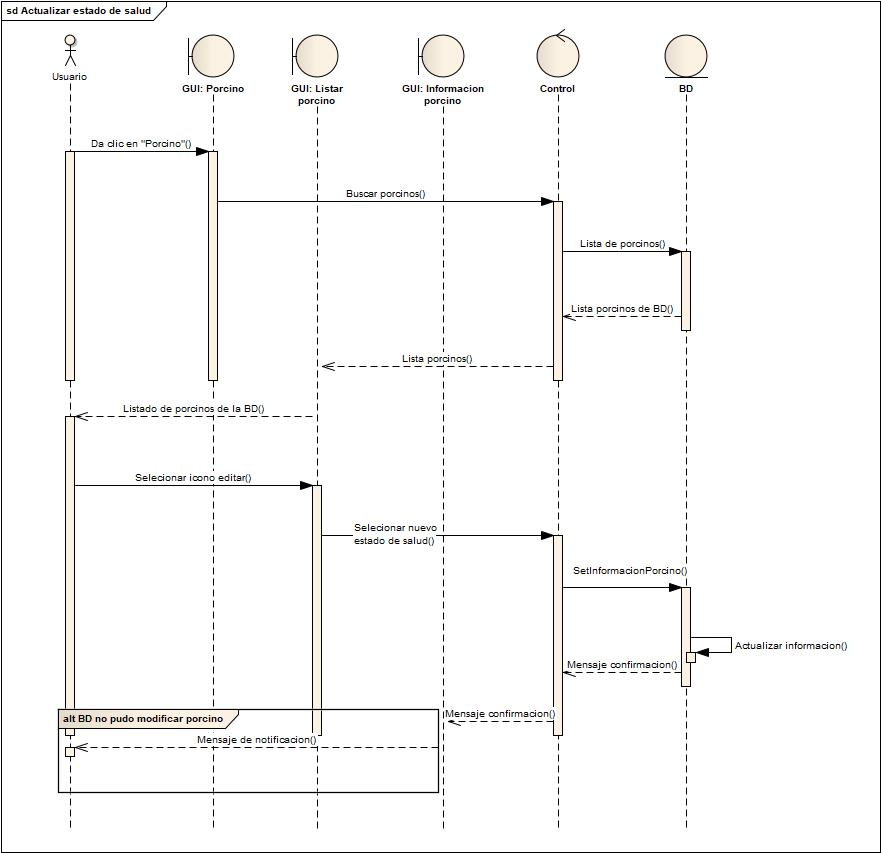 sd Actualizar estado de salud
Usuario
GUI: Porcino
GUI: Listar
porcino
GUI: Informacion
porcino
Control
BD
Da clic en "Porcino"()
Buscar porcinos()
Lista de porcinos()
Lista porcinos de BD()
Lista porcinos()
Listado de porcinos de la BD()
Selecionar icono editar()
Selecionar nuevo
estado de salud()
SetInformacionPorcino()
Actualizar informacion()
Mensaje confirmacion()
Mensaje confirmacion()
alt BD no pudo modificar porcino
Mensaje de notificacion()